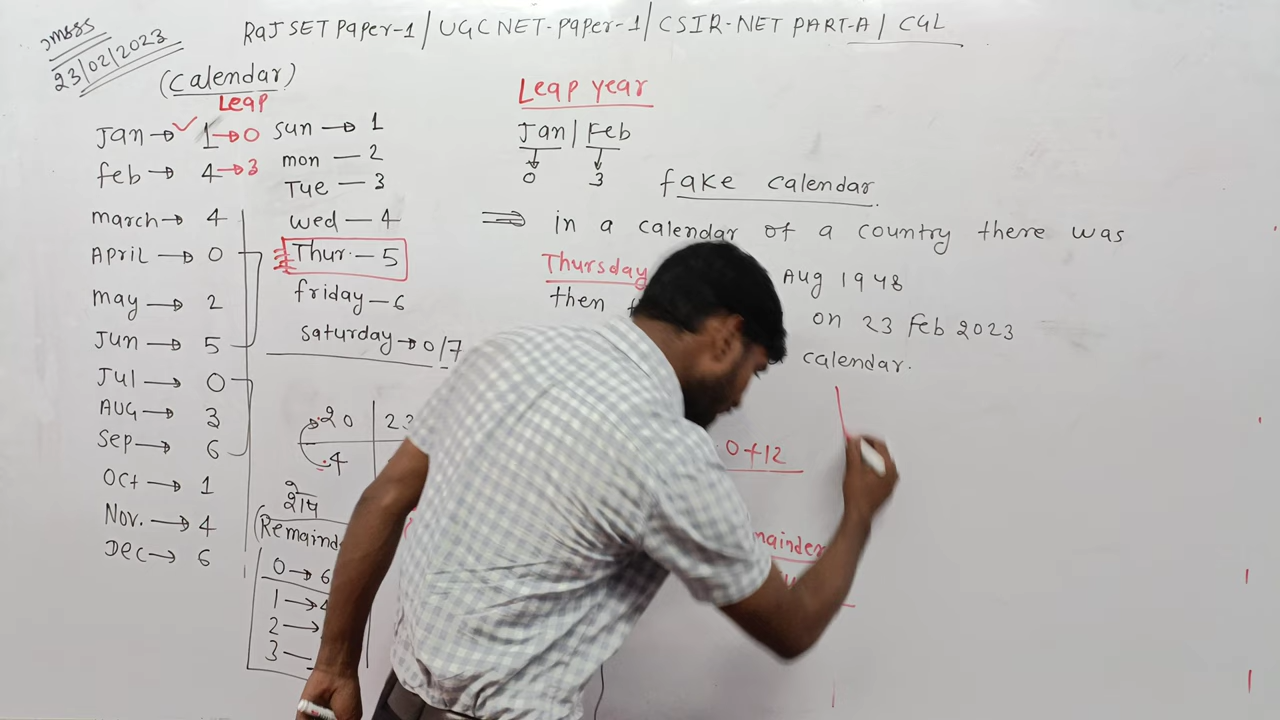 JMBSS
23/02/2023
RAJ SET Paper-1/ UGC NET-Paper-1/ CSIR-NET PART-A/ CGL
(Calendar)
Leap
Jan → 1 → 0
feb → 4 → 3
march → 4
April → 0
may → 2
Jun → 5
Jul → 0
AUG → 3
Sep → 6
Oct → 1
Nov. → 4
Dec → 6
Sun → 1
mon — 2
Tue — 3
wed — 4
Thur. — 5
friday — 6
saturday → 0/7
20 23
4
शेष
(Remaind
0 → 6
1 → 4
2 →
3 —
Leap year
Jan/Feb
0 3
fake calendar
⇒ in a calendar of a country there was
Thursday Aug 1948
then on 23 Feb 2023
calendar.
0+12
mainder